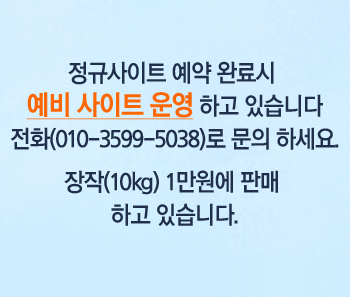 정규사이트 예약 완료시
예비 사이트 운영 하고 있습니다
전화(010-3599-5038)로 문의 하세요.
장작(10kg) 1만원에 판매
하고 있습니다.